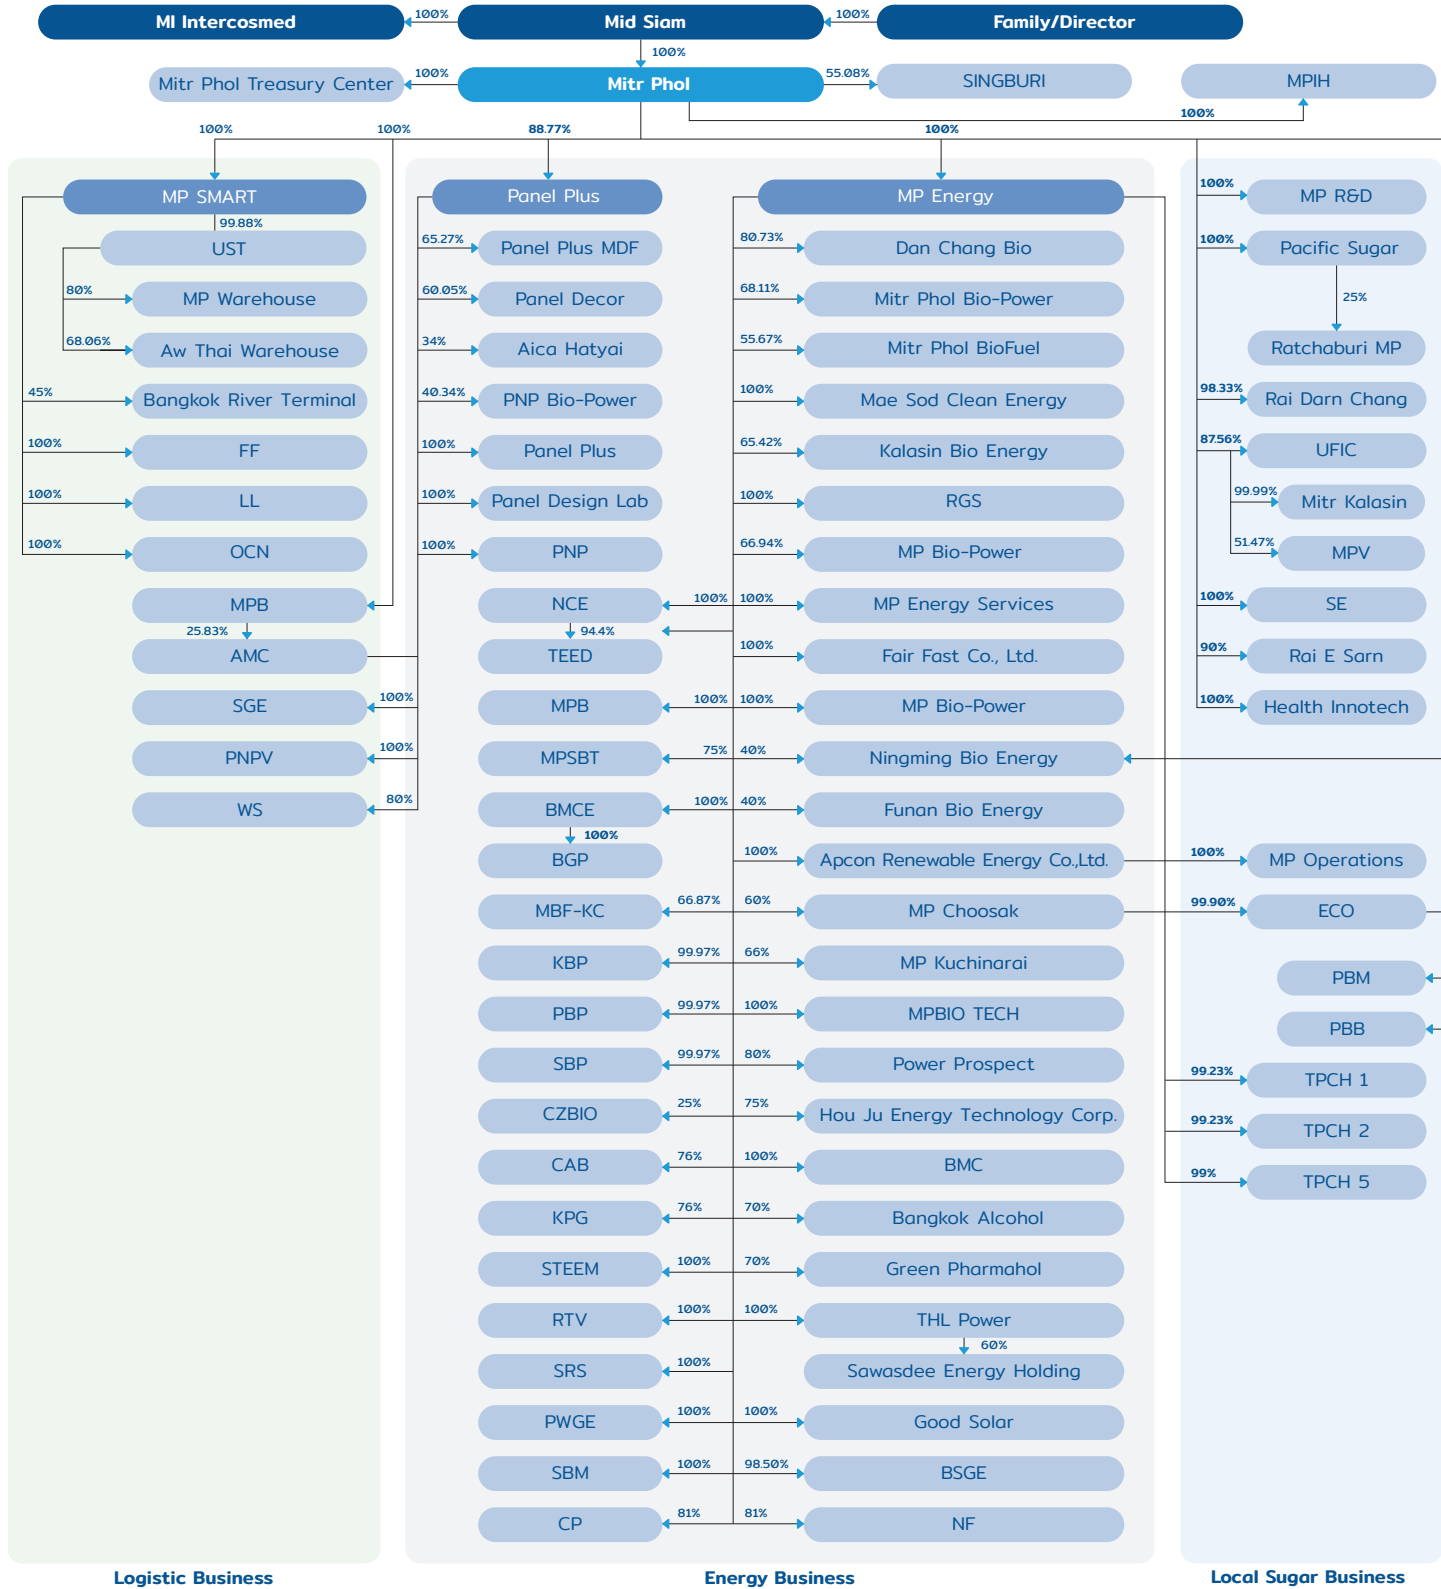 MI Intercosmed
100%
Mid Siam
100%
Family/Director
100%
Mitr Phol Treasury Center
100%
Mitr Phol
55.08%
SINGBURI
MPIH
100%
100%
100%
88.77%
100%
MP SMART
99.88%
UST
80%
MP Warehouse
68.06%
Aw Thai Warehouse
45%
Bangkok River Terminal
100%
FF
100%
LL
100%
OCN
MPB
25.83%
AMC
SGE
100%
PNPV
100%
WS
80%
Logistic Business
Panel Plus
65.27%
Panel Plus MDF
60.05%
Panel Decor
34%
Aica Hatyai
40.34%
PNP Bio-Power
100%
Panel Plus
100%
Panel Design Lab
100%
PNP
MP Energy
80.73%
Dan Chang Bio
68.11%
Mitr Phol Bio-Power
55.67%
Mitr Phol BioFuel
100%
Mae Sod Clean Energy
65.42%
Kalasin Bio Energy
100%
RGS
66.94%
MP Bio-Power
NCE
100%
100%
MP Energy Services
94.4%
TEED
100%
Fair Fast Co., Ltd.
MPB
100%
100%
MP Bio-Power
MPSBT
75%
40%
Ningming Bio Energy
BMCE
100%
40%
Funan Bio Energy
100%
BGP
100%
Apcon Renewable Energy Co.,Ltd.
MBF-KC
66.87%
60%
MP Choosak
KBP
99.97%
66%
MP Kuchinarai
PBP
99.97%
100%
MPBIO TECH
SBP
99.97%
80%
Power Prospect
CZBIO
25%
75%
Hou Ju Energy Technology Corp.
CAB
76%
100%
BMC
KPG
76%
70%
Bangkok Alcohol
STEEM
100%
70%
Green Pharmahol
RTV
100%
100%
THL Power
60%
SRS
100%
Sawasdee Energy Holding
PWGE
100%
100%
Good Solar
SBM
100%
98.50%
BSGE
CP
81%
81%
NF
Energy Business
100%
MP R&D
100%
Pacific Sugar
25%
Ratchaburi MP
98.33%
Rai Darn Chang
87.56%
UFIC
99.99%
Mitr Kalasin
51.47%
MPV
100%
SE
90%
Rai E Sarn
100%
Health Innotech
100%
MP Operations
99.90%
ECO
PBM
PBB
99.23%
TPCH 1
99.23%
TPCH 2
99%
TPCH 5
Local Sugar Business